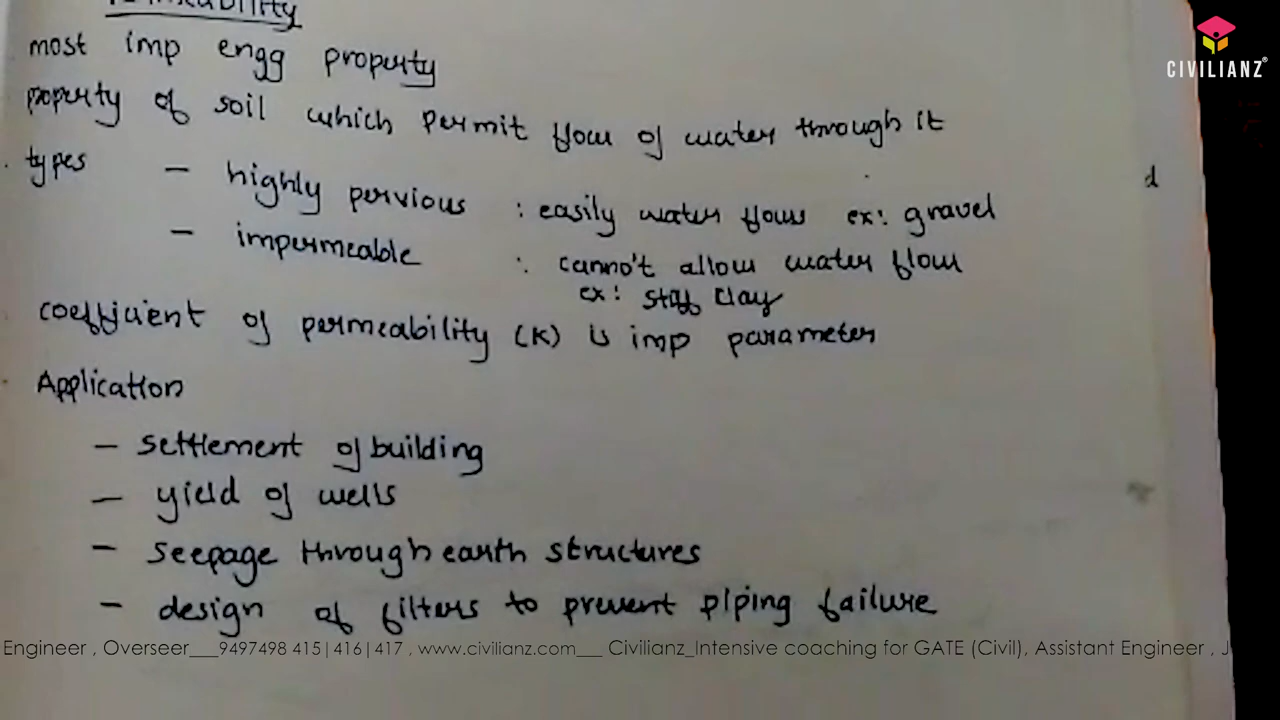 CIVILIANZ®
most imp engg property
property of soil which permit flow of water through it
types - highly pervious : easily water flows ex: gravel
- impermeable : canno't allow water flow
ex: stiff clay
coefficient of permeability (K) is imp parameter
Application
- settlement of building
- yield of wells
- seepage through earth structures
- design of filters to prevent piping failure
Engineer , Overseer___9497498 415|416|417 , www.civilianz.com___ Civilianz_Intensive coaching for GATE (Civil), Assistant Engineer , J